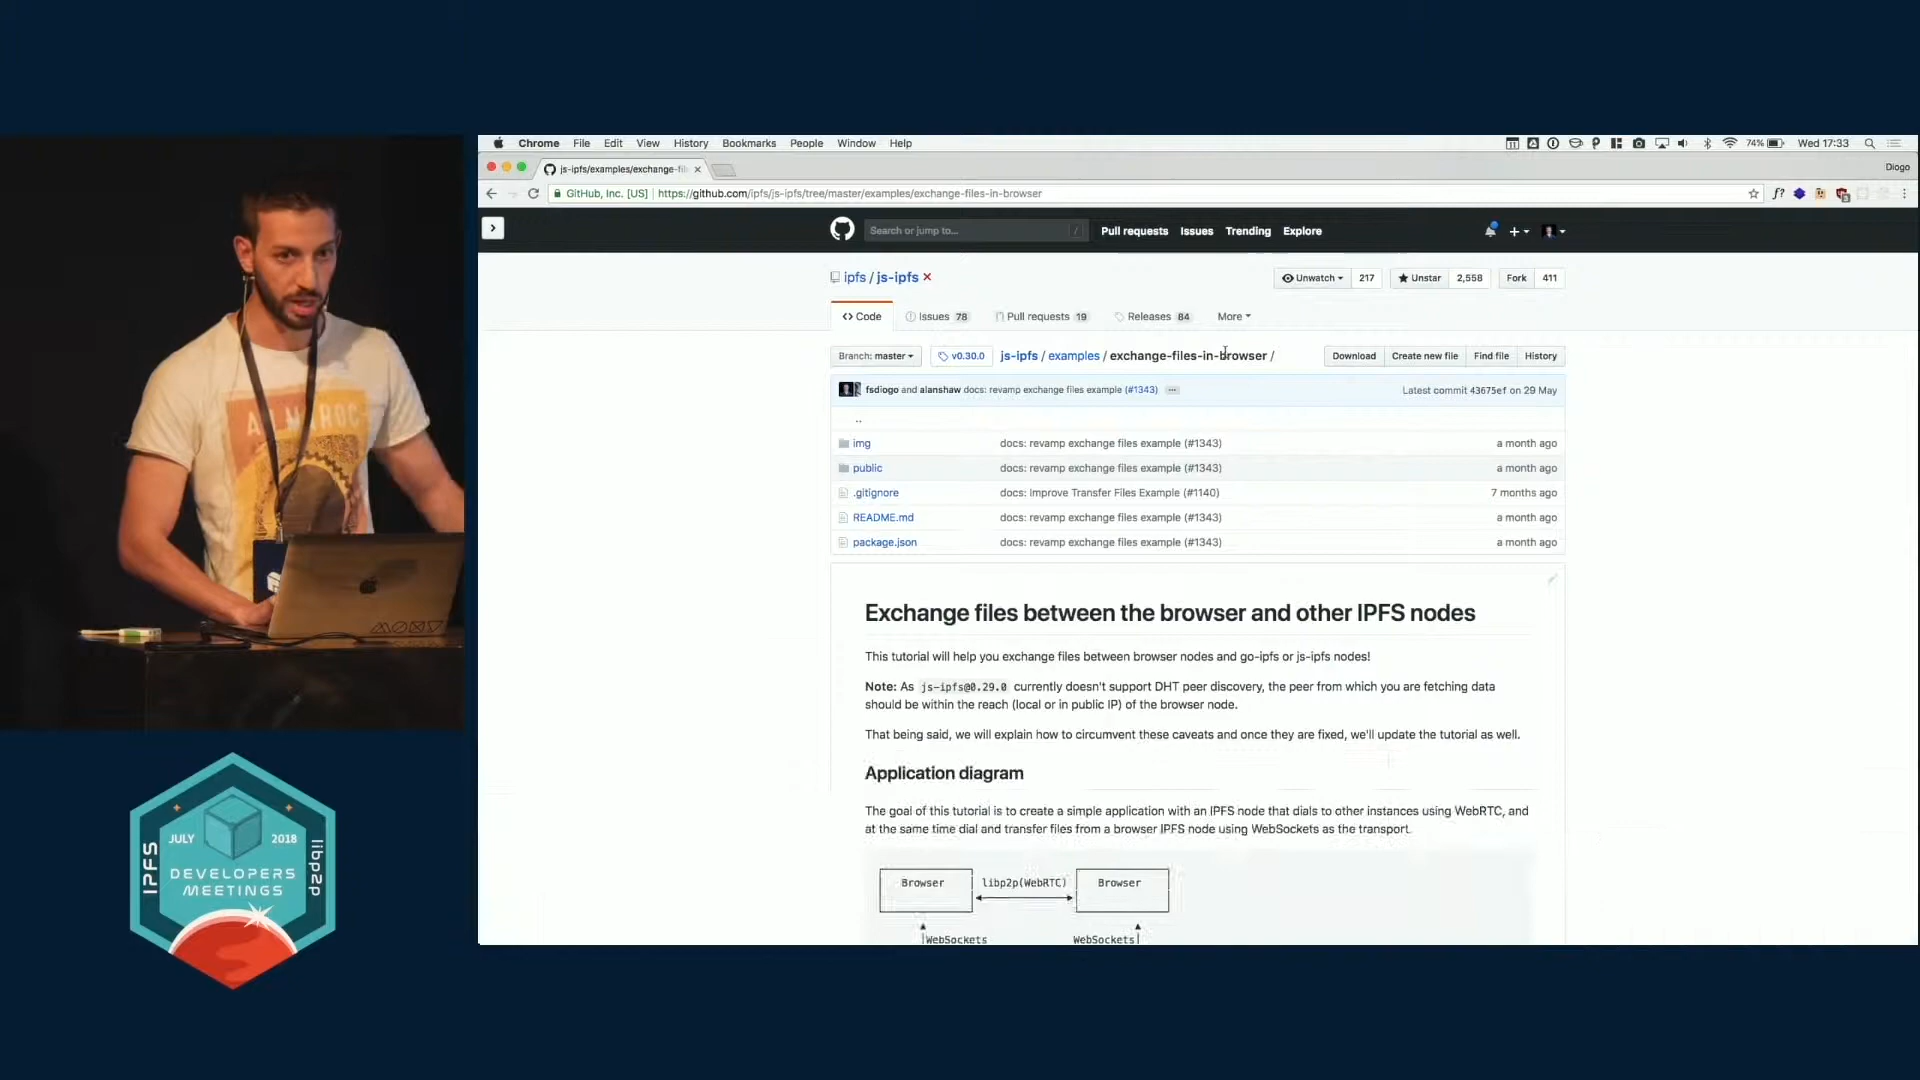 Chrome File Edit View History Bookmarks People Window Help 74% Wed 17:33
js-ipfs/examples/exchange-fil Diogo
GitHub, Inc. [US] | https://github.com/ipfs/js-ipfs/tree/master/examples/exchange-files-in-browser
Search or jump to... / Pull requests Issues Trending Explore
ipfs / js-ipfs Unwatch 217 Unstar 2,558 Fork 411
Code Issues 78 Pull requests 19 Releases 84 More
Branch: master v0.30.0 js-ipfs / examples / exchange-files-in-browser / Download Create new file Find file History
fsdiogo and alanshaw docs: revamp exchange files example (#1343) ... Latest commit 43675ef on 29 May
..
img docs: revamp exchange files example (#1343) a month ago
public docs: revamp exchange files example (#1343) a month ago
.gitignore docs: Improve Transfer Files Example (#1140) 7 months ago
README.md docs: revamp exchange files example (#1343) a month ago
package.json docs: revamp exchange files example (#1343) a month ago
Exchange files between the browser and other IPFS nodes
This tutorial will help you exchange files between browser nodes and go-ipfs or js-ipfs nodes!
Note: As js-ipfs@0.29.0 currently doesn't support DHT peer discovery, the peer from which you are fetching data
should be within the reach (local or in public IP) of the browser node.
That being said, we will explain how to circumvent these caveats and once they are fixed, we'll update the tutorial as well.
Application diagram
The goal of this tutorial is to create a simple application with an IPFS node that dials to other instances using WebRTC, and
at the same time dial and transfer files from a browser IPFS node using WebSockets as the transport.
Browser libp2p(WebRTC) Browser
WebSockets WebSockets
JULY 2018
IPFS
DEVELOPERS
MEETINGS
libp2p